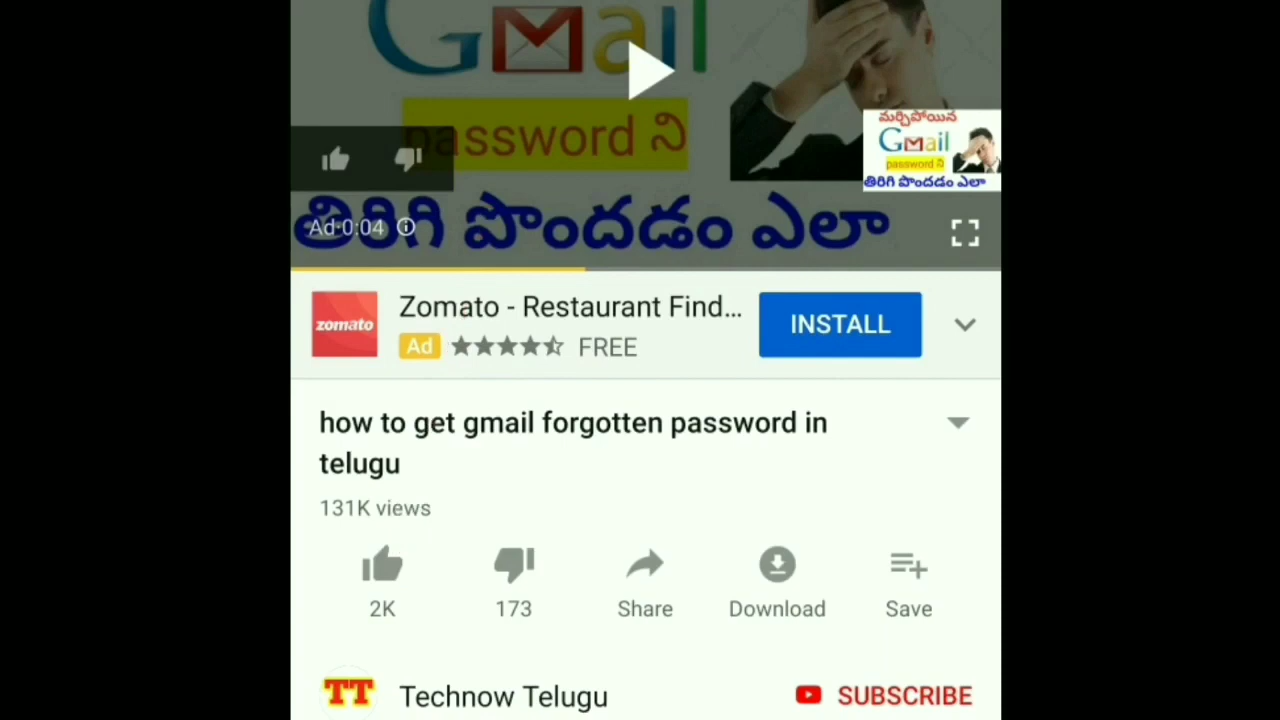 Gmail
password ని
తిరిగి పొందడం ఎలా
మర్చిపోయిన
Gmail
password ని
తిరిగి పొందడం ఎలా
Ad·0:04
zomato
Zomato - Restaurant Find...
Ad FREE
INSTALL
how to get gmail forgotten password in
telugu
131K views
2K 173 Share Download Save
TT Technow Telugu SUBSCRIBE